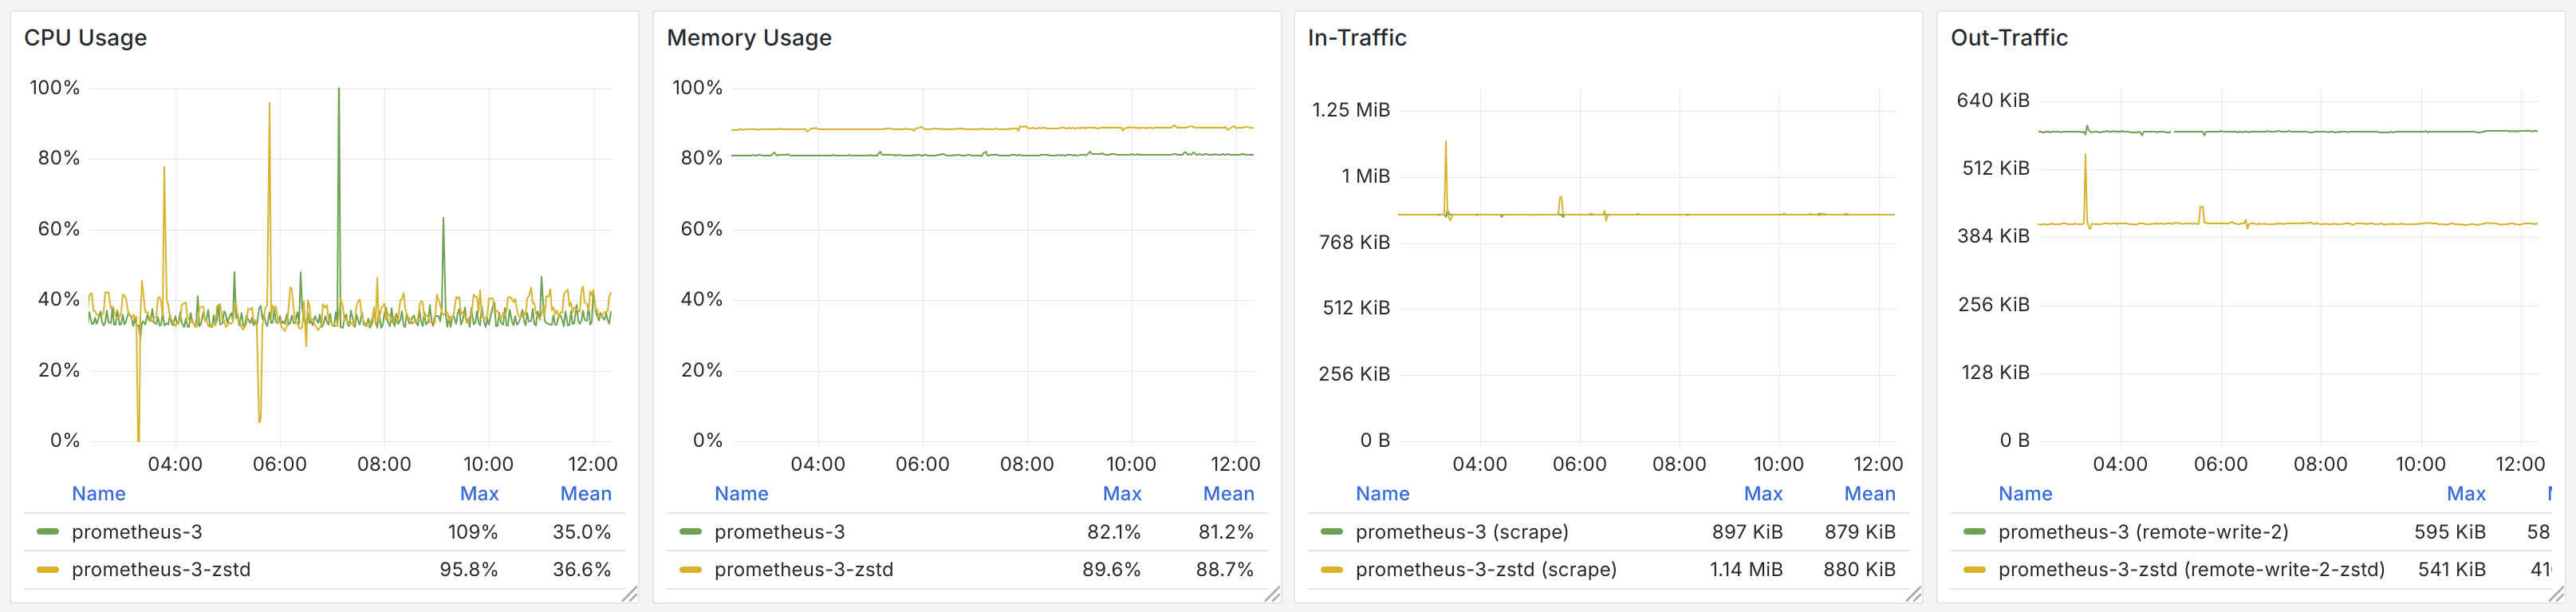 CPU Usage
100%
80%
60%
40%
20%
0%
04:00 06:00 08:00 10:00 12:00
Name Max Mean
prometheus-3 109% 35.0%
prometheus-3-zstd 95.8% 36.6%
Memory Usage
100%
80%
60%
40%
20%
0%
04:00 06:00 08:00 10:00 12:00
Name Max Mean
prometheus-3 82.1% 81.2%
prometheus-3-zstd 89.6% 88.7%
In-Traffic
1.25 MiB
1 MiB
768 KiB
512 KiB
256 KiB
0 B
04:00 06:00 08:00 10:00 12:00
Name Max Mean
prometheus-3 (scrape) 897 KiB 879 KiB
prometheus-3-zstd (scrape) 1.14 MiB 880 KiB
Out-Traffic
640 KiB
512 KiB
384 KiB
256 KiB
128 KiB
0 B
04:00 06:00 08:00 10:00 12:00
Name Max
prometheus-3 (remote-write-2) 595 KiB 58
prometheus-3-zstd (remote-write-2-zstd) 541 KiB